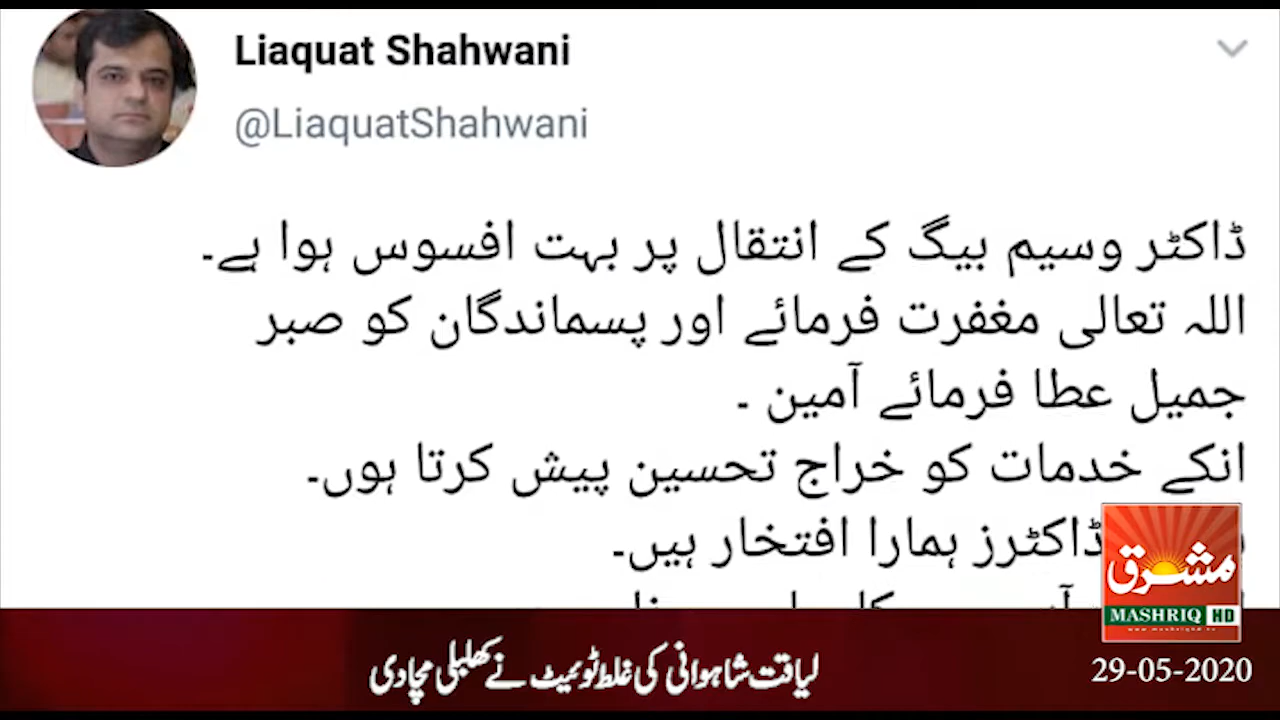 Liaquat Shahwani
@LiaquatShahwani
ڈاکٹر وسیم بیگ کے انتقال پر بہت افسوس ہوا ہے۔
اللہ تعالی مغفرت فرمائے اور پسماندگان کو صبر
جمیل عطا فرمائے آمین ۔
انکے خدمات کو خراج تحسین پیش کرتا ہوں۔
ڈاکٹرز ہمارا افتخار ہیں۔
مشرق
MASHRIQ HD
لیاقت شاہوانی کی غلط ٹوئیٹ نے کھلبلی مچادی
29-05-2020